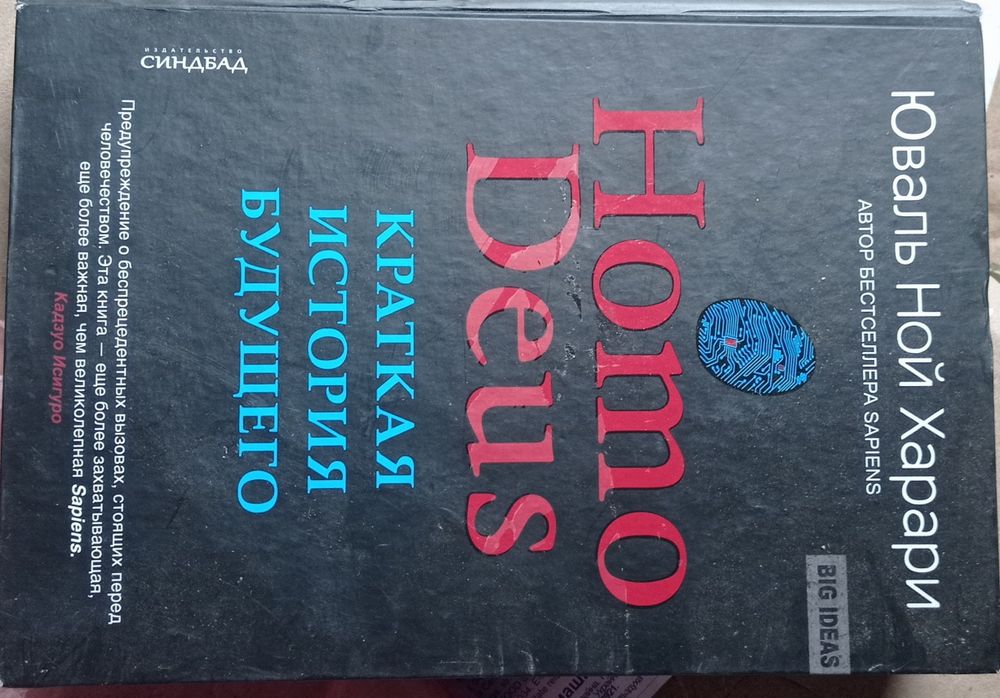 Юваль Ной Харари
АВТОР БЕСТСЕЛЛЕРА SAPIENS
BIG IDEAS
Homo
Deus
КРАТКАЯ
ИСТОРИЯ
БУДУЩЕГО
Предупреждение о беспрецедентных вызовах, стоящих перед
человечеством. Эта книга — еще более захватывающая,
еще более важная, чем великолепная Sapiens.
Кадзуо Исигуро
ИЗДАТЕЛЬСТВО
СИНДБАД